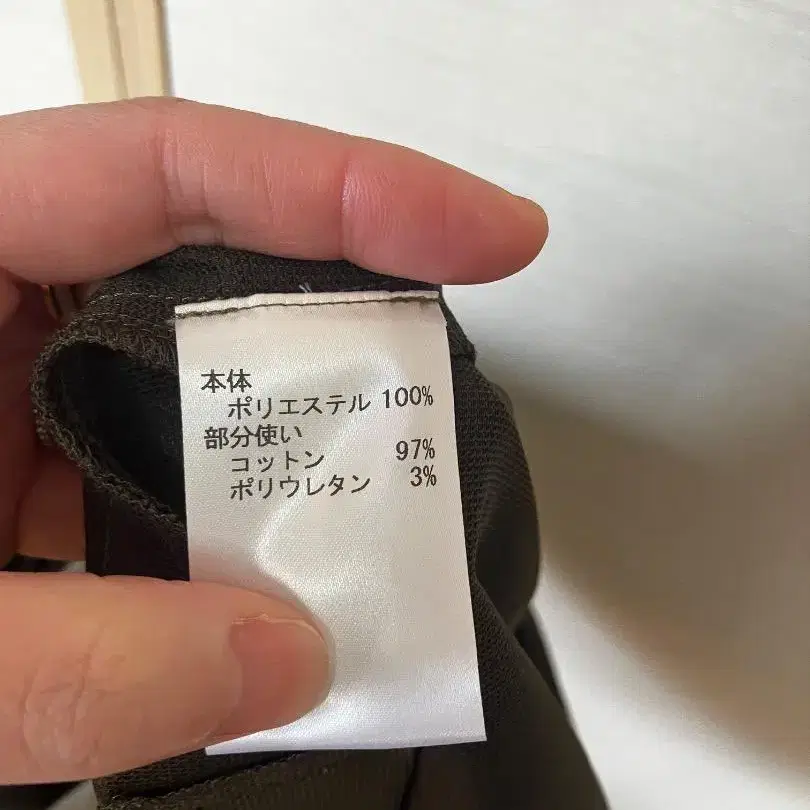 本体
ポリエステル 100%
部分使い
コットン 97%
ポリウレタン 3%